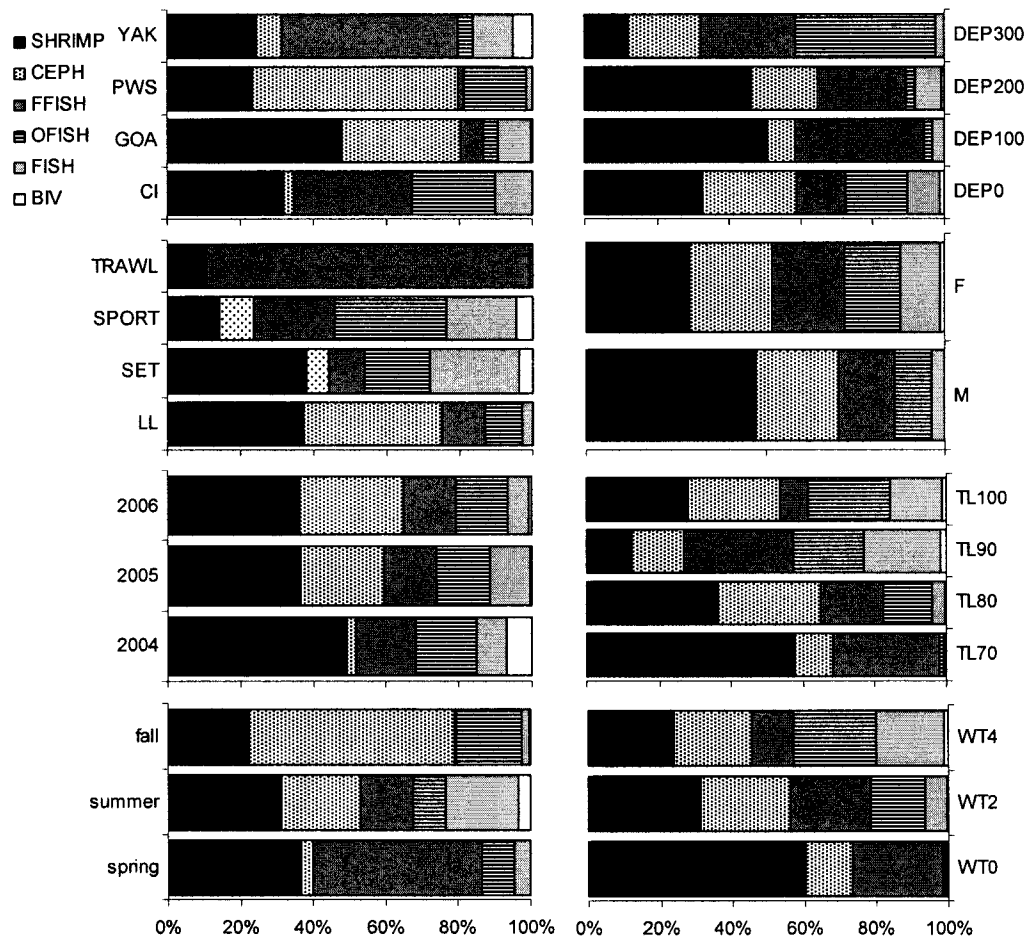 SHRIMP
CEPH
FFISH
OFISH
FISH
BIV
YAK
PWS
GOA
CI
TRAWL
SPORT
SET
LL
2006
2005
2004
fall
summer
spring
0% 20% 40% 60% 80% 100%
DEP300
DEP200
DEP100
DEP0
F
M
TL100
TL90
TL80
TL70
WT4
WT2
WT0
0% 20% 40% 60% 80% 100%